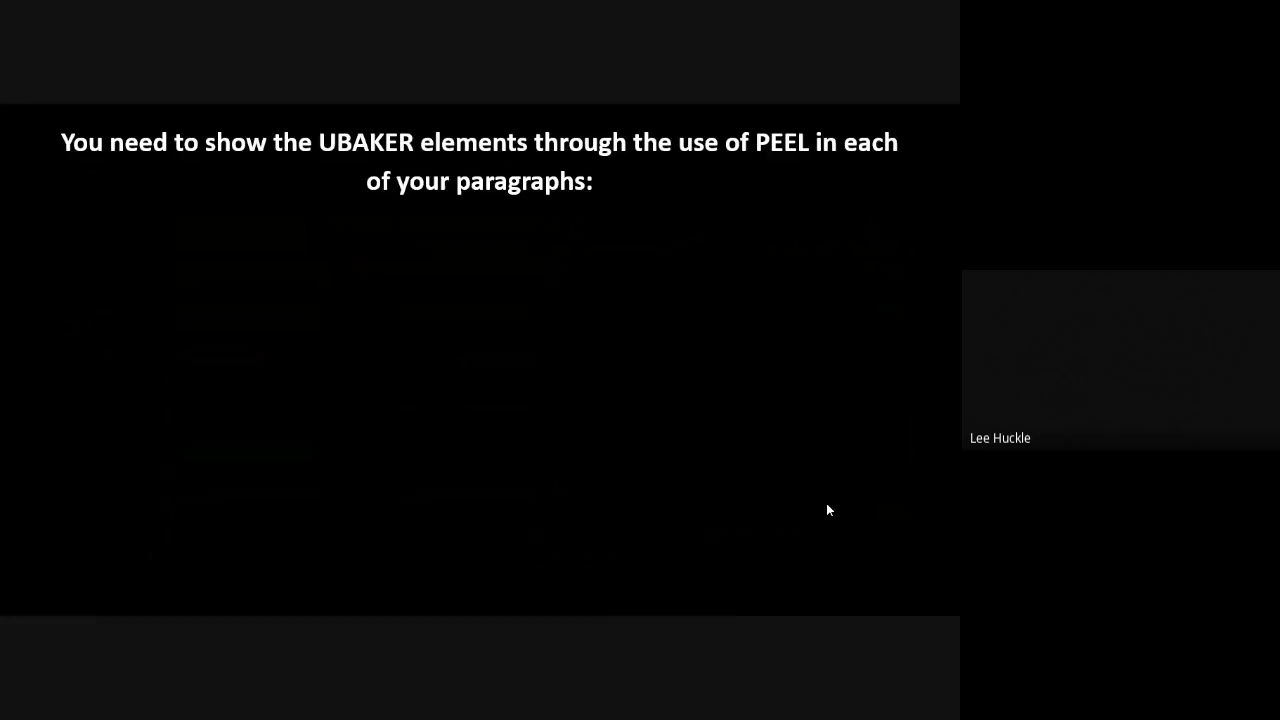 You need to show the UBAKER elements through the use of PEEL in each
of your paragraphs:
Lee Huckle